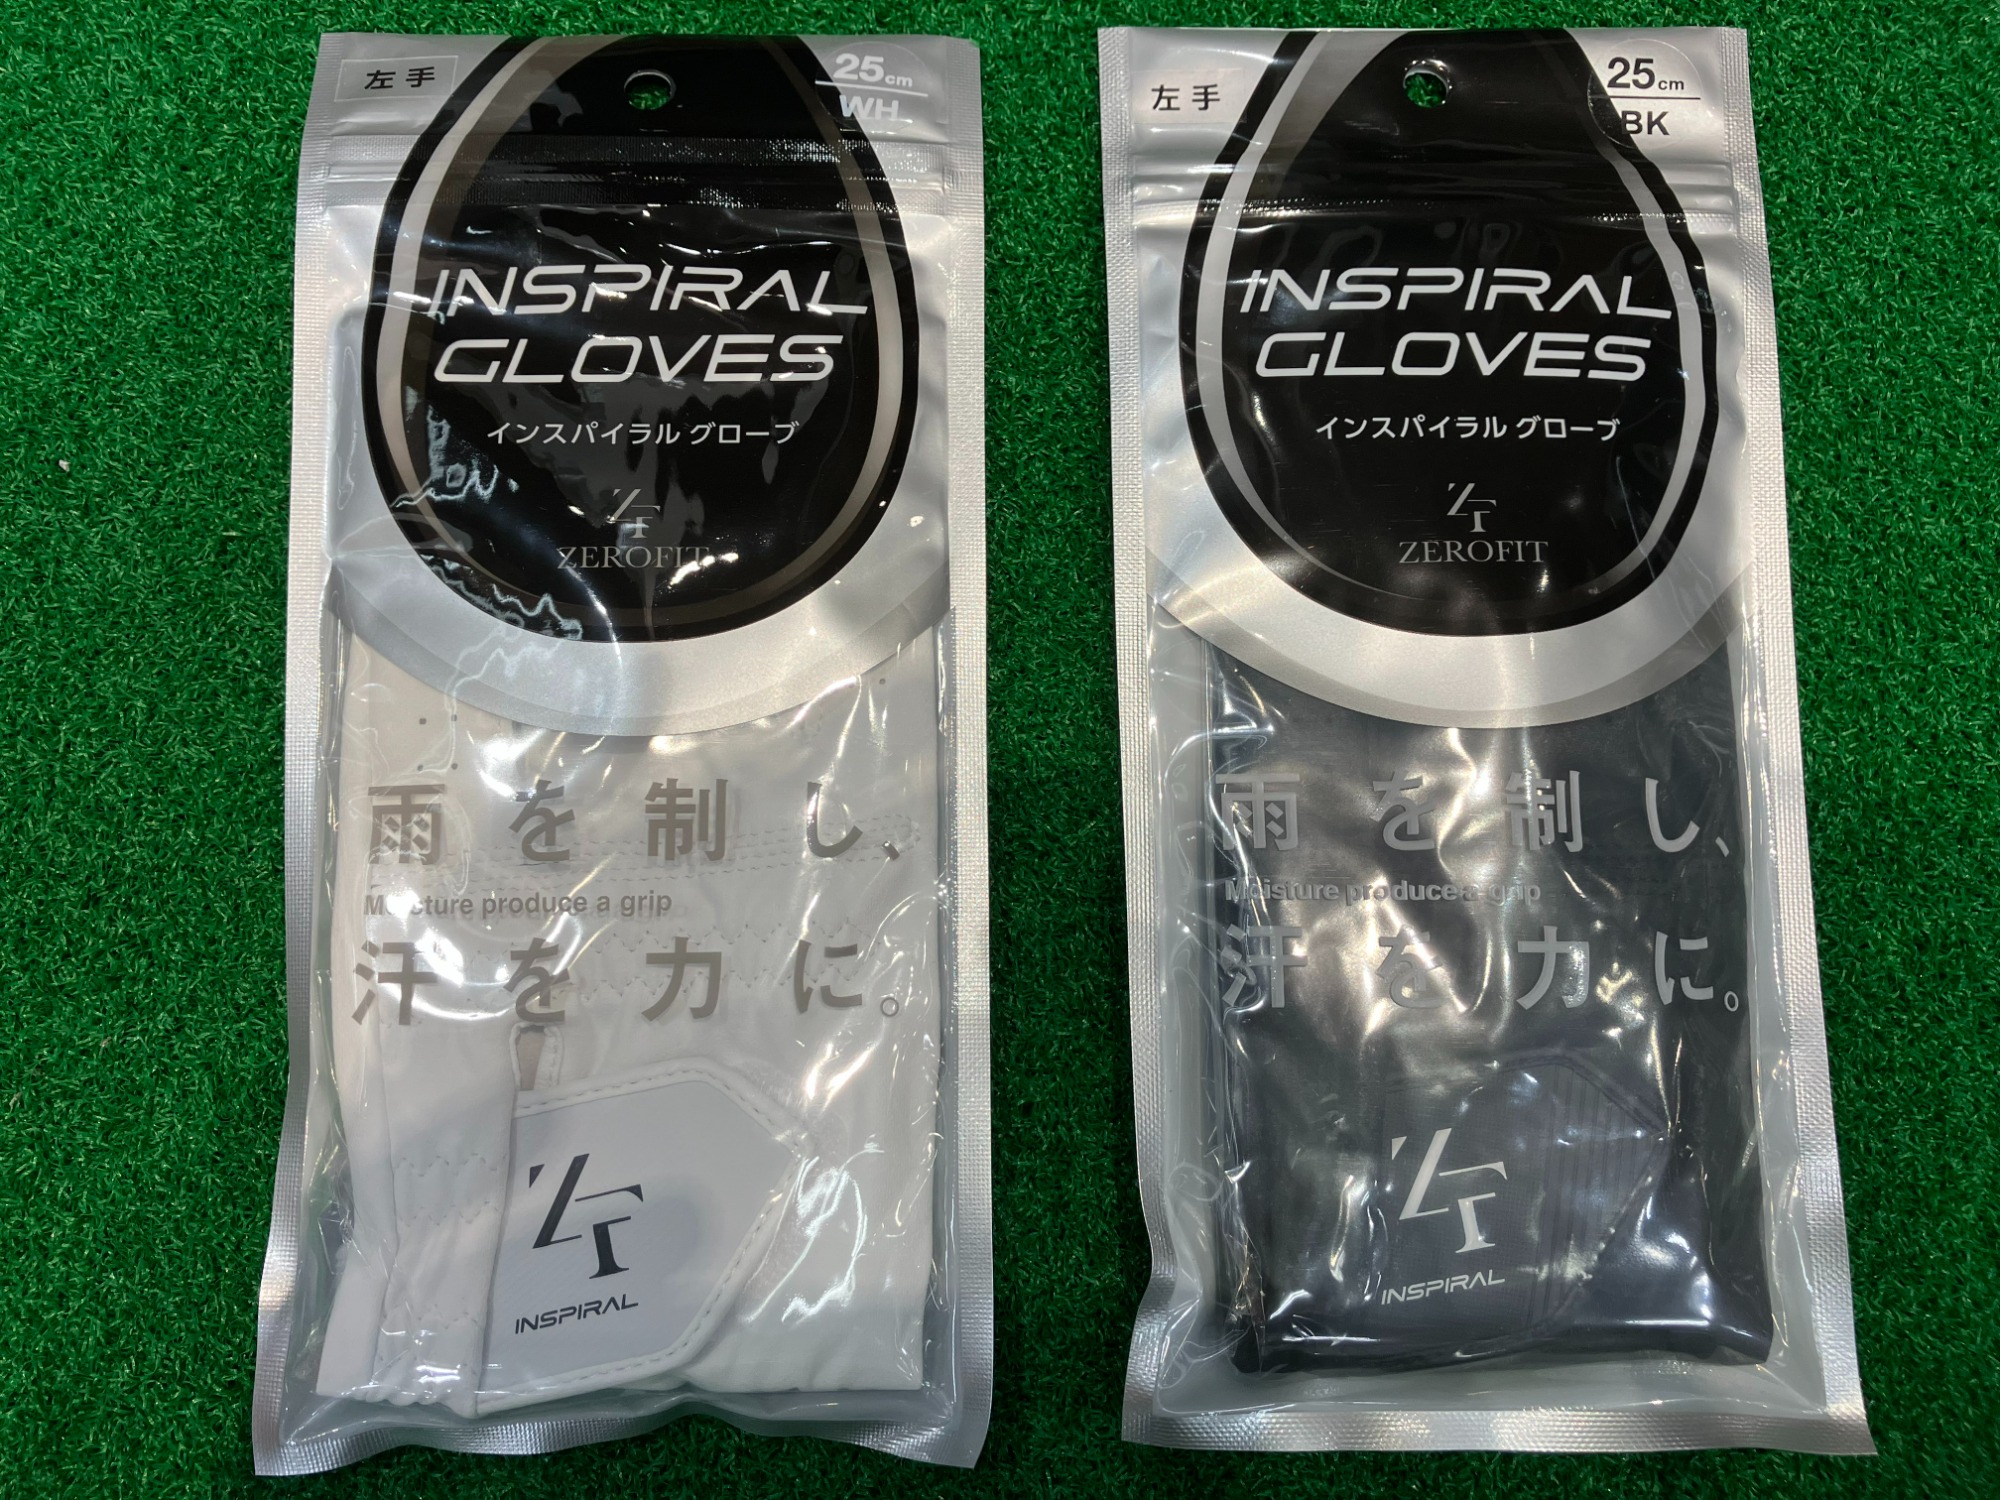 左手
25cm
WH
INSPIRAL
GLOVES
インスパイラル グローブ
ZT
ZEROFIT
雨を制し、
Moisture produce a grip
汗を力に。
ZT
INSPIRAL
左手
25cm
BK
INSPIRAL
GLOVES
インスパイラル グローブ
ZT
ZEROFIT
雨を制し、
Moisture produce a grip
汗を力に。
ZT
INSPIRAL